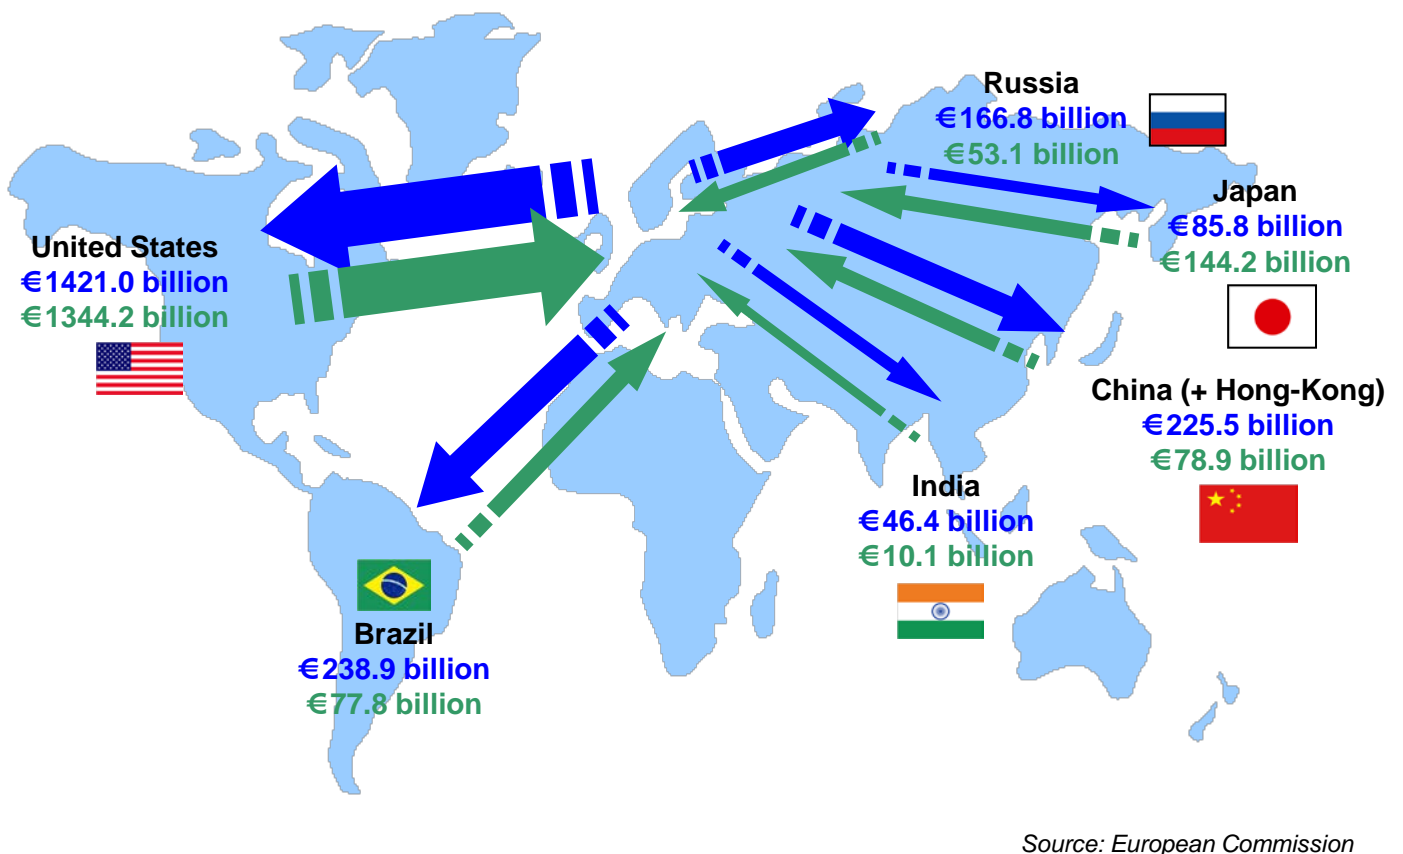 Russia
€166.8 billion
€53.1 billion
Japan
€85.8 billion
€144.2 billion
United States
€1421.0 billion
€1344.2 billion
China (+ Hong-Kong)
€225.5 billion
€78.9 billion
India
€46.4 billion
€10.1 billion
Brazil
€238.9 billion
€77.8 billion
Source: European Commission